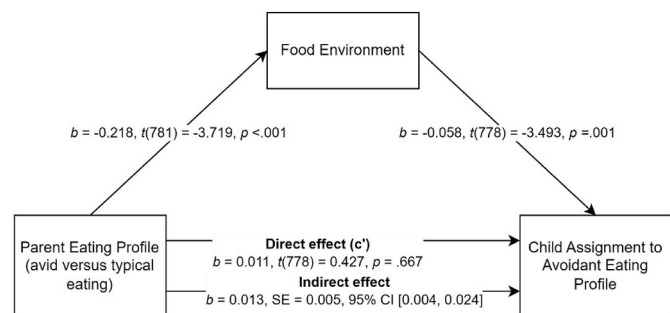 Food Environment
b = -0.218, t(781) = -3.719, p <.001
b = -0.058, t(778) = -3.493, p =.001
Parent Eating Profile
(avid versus typical
eating)
Direct effect (c')
b = 0.011, t(778) = 0.427, p = .667
Indirect effect
b = 0.013, SE = 0.005, 95% CI [0.004, 0.024]
Child Assignment to
Avoidant Eating
Profile